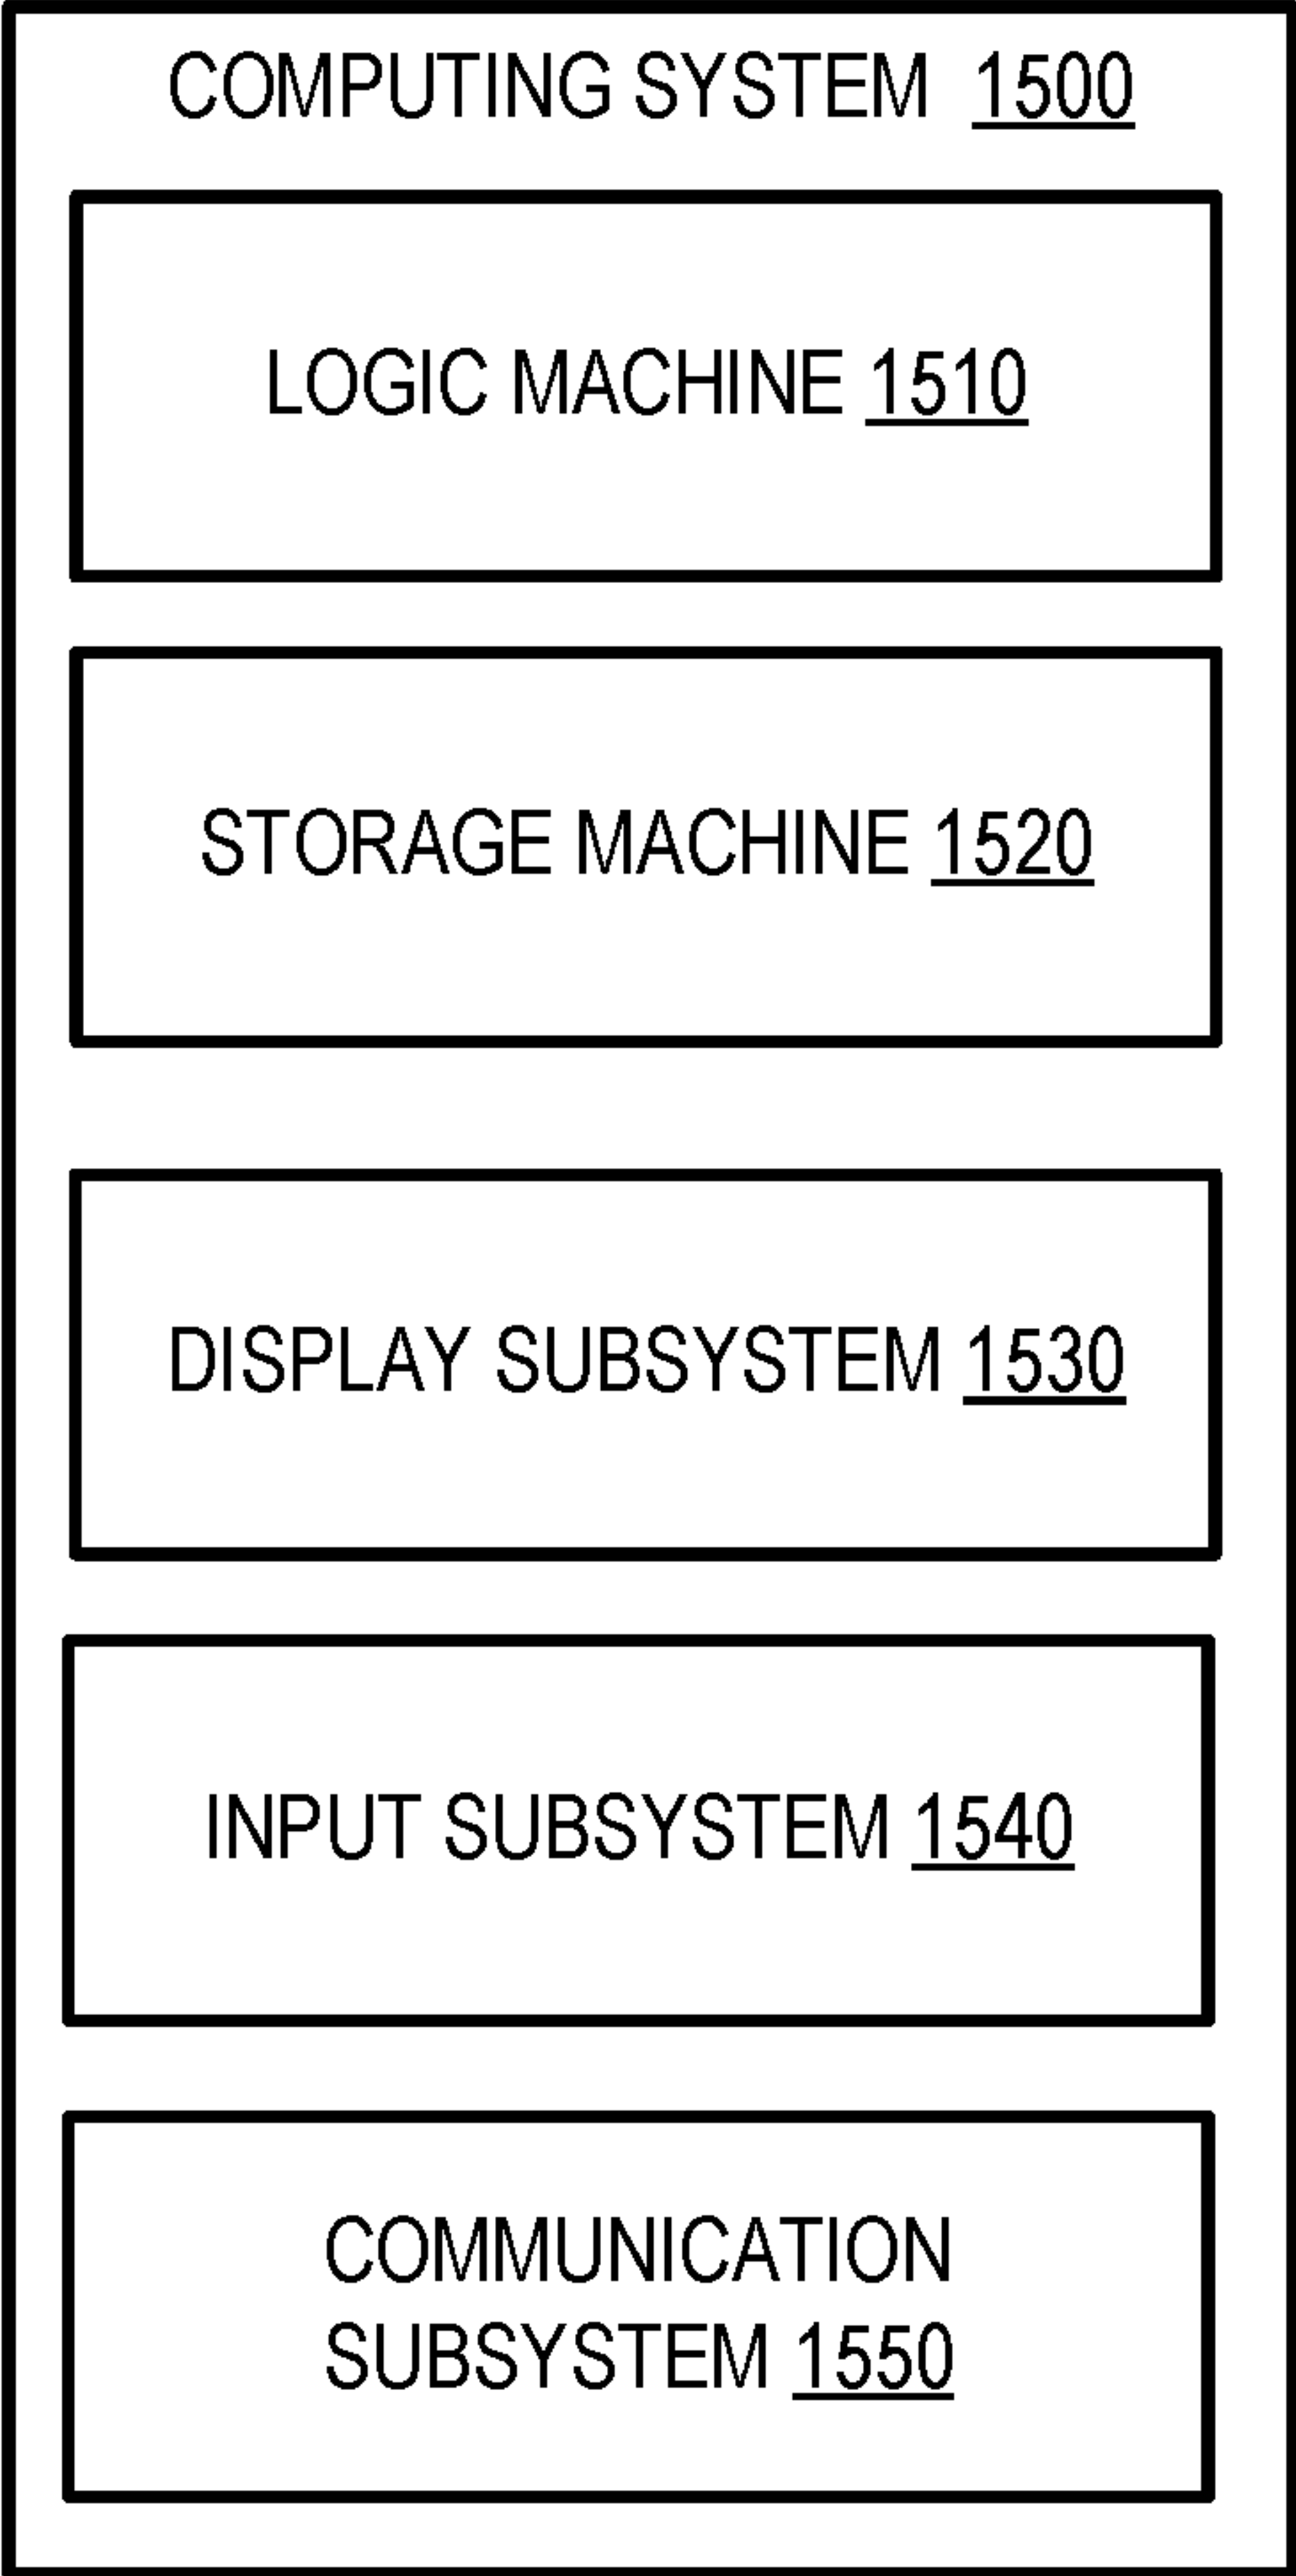 COMPUTING SYSTEM 1500
LOGIC MACHINE 1510
STORAGE MACHINE 1520
DISPLAY SUBSYSTEM 1530
INPUT SUBSYSTEM 1540
COMMUNICATION
SUBSYSTEM 1550